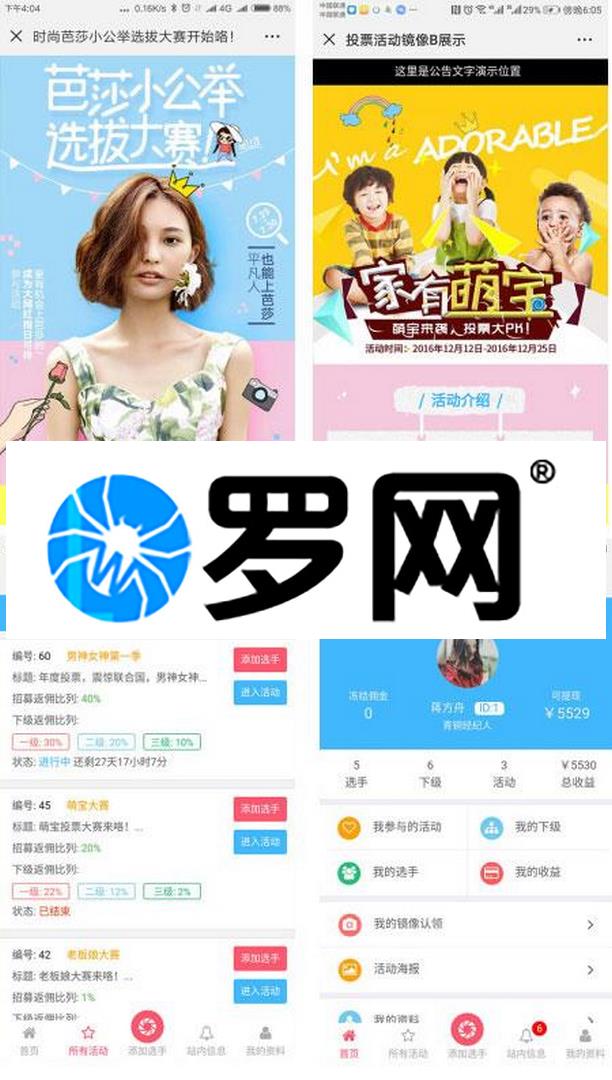 下午4:04
0.16K/s
4G
88%
时尚芭莎小公举选拔大赛开始咯！
芭莎小公举
选拔大赛!
也能上芭莎
平凡人
成为大网红指日可待
中国联通
中国联通
29%
傍晚6:05
投票活动镜像B展示
这里是公告文字演示位置
I'm a ADORABLE
家有萌宝
萌宝来袭，投票大PK！
活动时间：2016年12月12日-2016年12月25日
/ 活动介绍 /
罗网®
编号: 60 男神女神第一季
添加选手
标题: 年度投票，震惊联合国，男神女神...
进入活动
招募返佣比列: 40%
下级返佣比列:
一级: 30% 二级: 20% 三级: 10%
状态: 进行中 还剩27天17小时7分
编号: 45 萌宝大赛
添加选手
标题: 萌宝投票大赛来咯！...
进入活动
招募返佣比列: 20%
下级返佣比列:
一级: 22% 二级: 12% 三级: 2%
状态: 已结束
编号: 42 老板娘大赛
添加选手
标题: 老板娘大赛来咯！...
进入活动
招募返佣比列: 1%
下级返佣比列:
首页 所有活动 添加选手 站内信息 我的资料
冻结佣金
0
蒋方舟 ID:1
青铜经纪人
可提现
￥5529
5 6 3 ￥5530
选手 下级 活动 总收益
我参与的活动 我的下级
我的选手 我的收益
我的镜像认领
活动海报
我的资料
6
首页 所有活动 添加选手 站内信息 我的资料